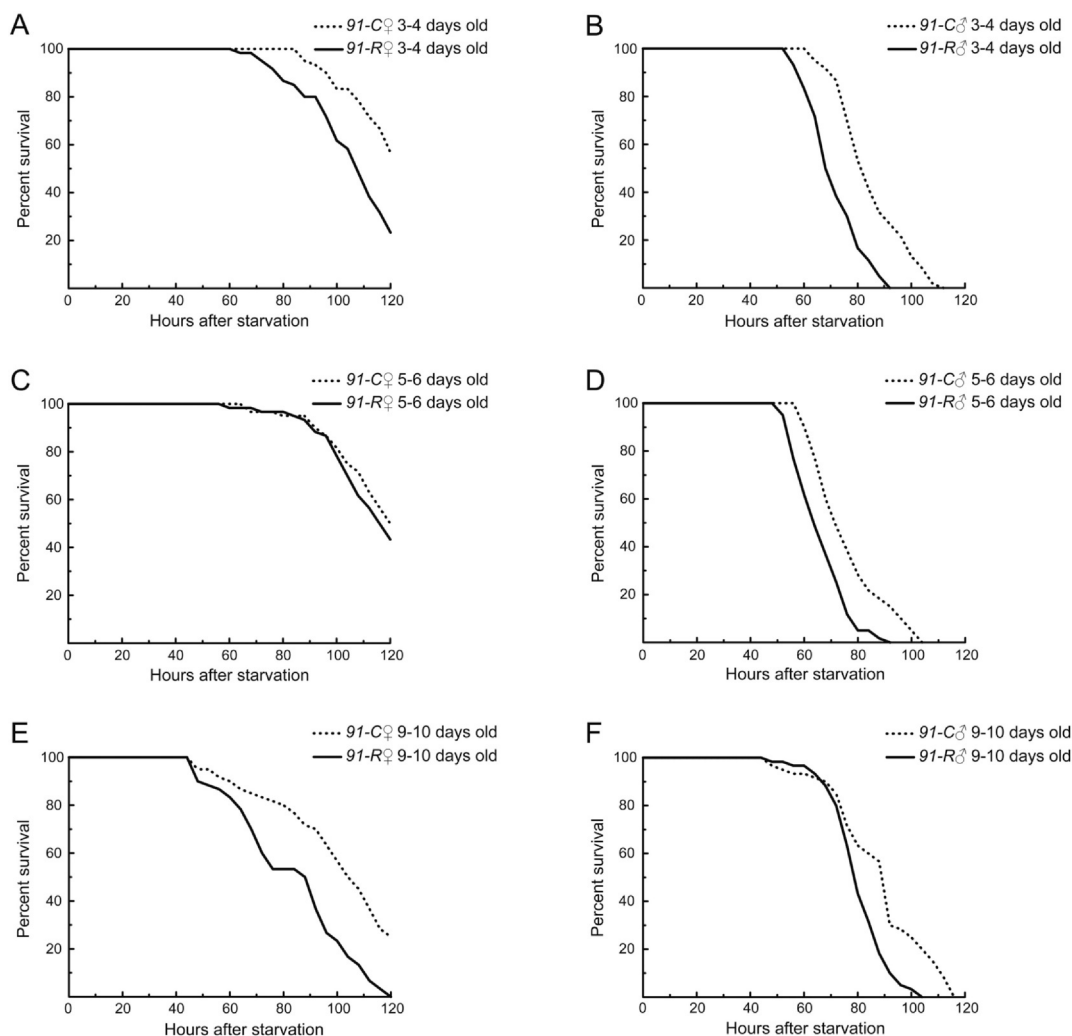 A
91-C♀ 3-4 days old
91-R♀ 3-4 days old
100
80
60
40
20
Percent survival
0 20 40 60 80 100 120
Hours after starvation
B
91-C♂ 3-4 days old
91-R♂ 3-4 days old
100
80
60
40
20
Percent survival
0 20 40 60 80 100 120
Hours after starvation
C
91-C♀ 5-6 days old
91-R♀ 5-6 days old
100
80
60
40
20
Percent survival
0 20 40 60 80 100 120
Hours after starvation
D
91-C♂ 5-6 days old
91-R♂ 5-6 days old
100
80
60
40
20
Percent survival
0 20 40 60 80 100 120
Hours after starvation
E
91-C♀ 9-10 days old
91-R♀ 9-10 days old
100
80
60
40
20
Percent survival
0 20 40 60 80 100 120
Hours after starvation
F
91-C♂ 9-10 days old
91-R♂ 9-10 days old
100
80
60
40
20
Percent survival
0 20 40 60 80 100 120
Hours after starvation